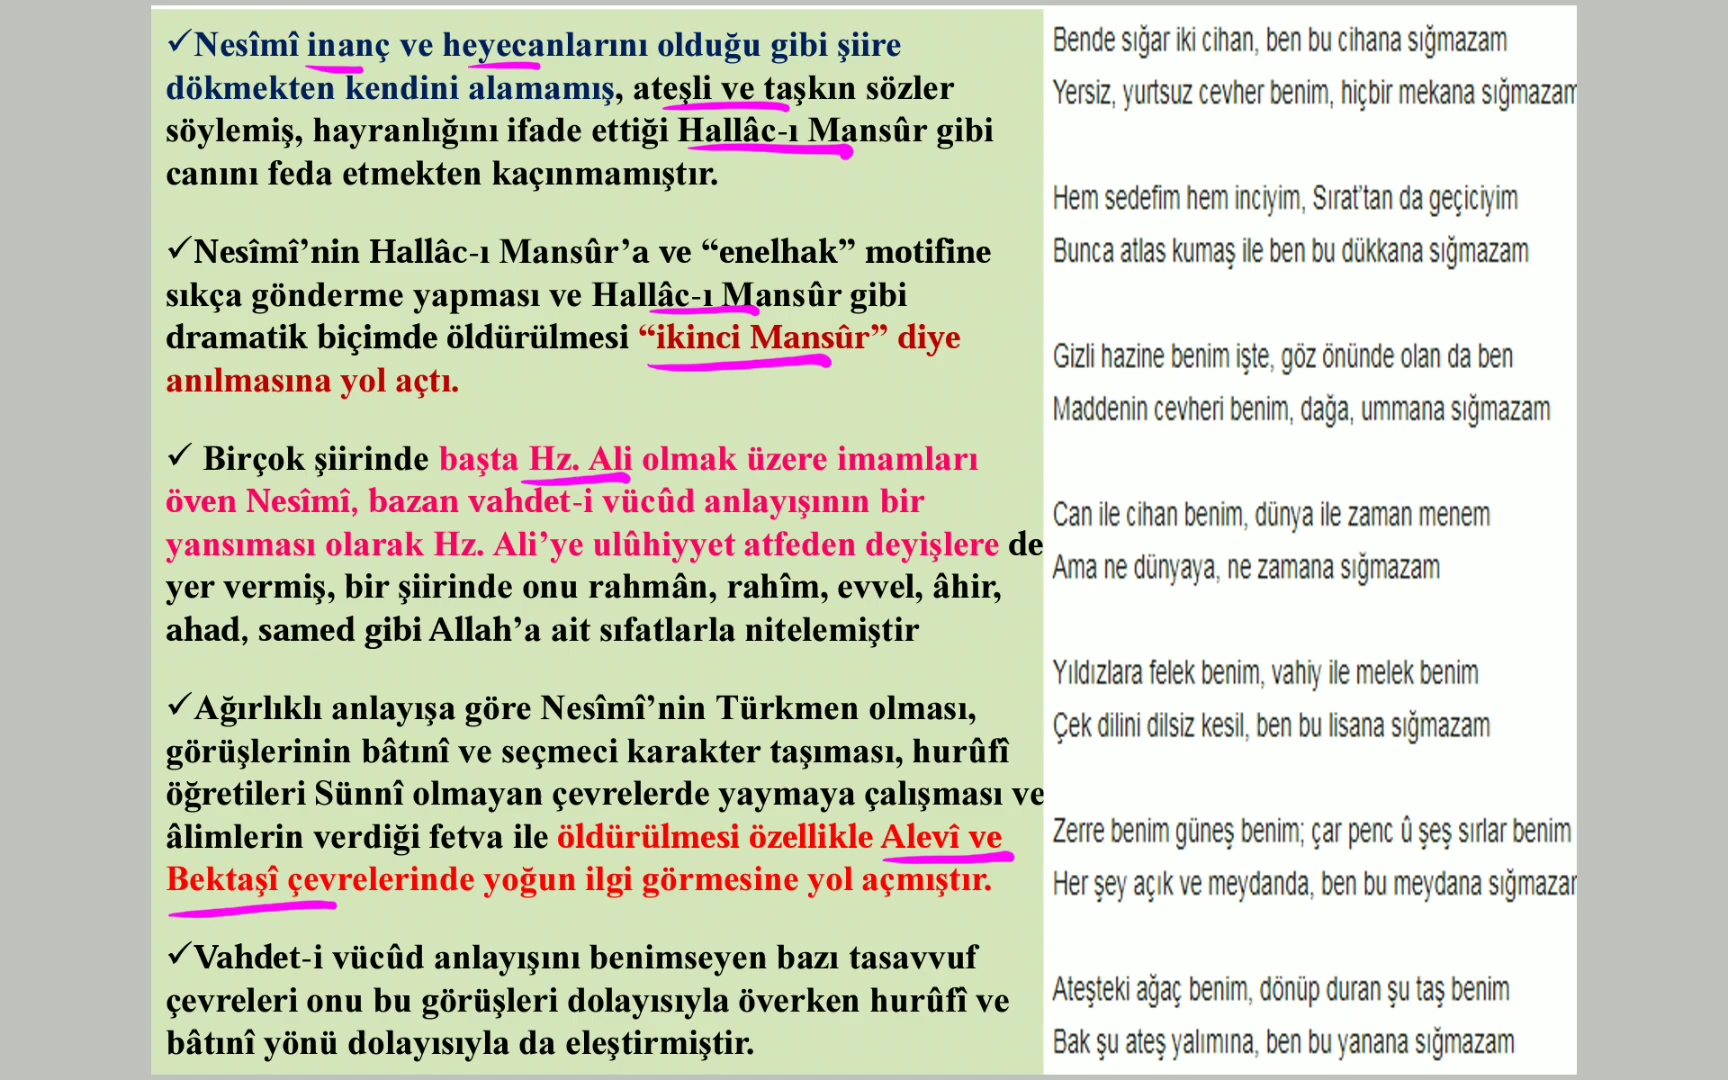 ✓Nesîmî inanç ve heyecanlarını olduğu gibi şiire
dökmekten kendini alamamış, ateşli ve taşkın sözler
söylemiş, hayranlığını ifade ettiği Hallâc-ı Mansûr gibi
canını feda etmekten kaçınmamıştır.
✓Nesîmî’nin Hallâc-ı Mansûr’a ve “enelhak” motifine
sıkça gönderme yapması ve Hallâc-ı Mansûr gibi
dramatik biçimde öldürülmesi “ikinci Mansûr” diye
anılmasına yol açtı.
✓ Birçok şiirinde başta Hz. Ali olmak üzere imamları
öven Nesîmî, bazan vahdet-i vücûd anlayışının bir
yansıması olarak Hz. Ali’ye ulûhiyyet atfeden deyişlere de
yer vermiş, bir şiirinde onu rahmân, rahîm, evvel, âhir,
ahad, samed gibi Allah’a ait sıfatlarla nitelemiştir
✓Ağırlıklı anlayışa göre Nesîmî’nin Türkmen olması,
görüşlerinin bâtınî ve seçmeci karakter taşıması, hurûfî
öğretileri Sünnî olmayan çevrelerde yaymaya çalışması ve
âlimlerin verdiği fetva ile öldürülmesi özellikle Alevî ve
Bektaşî çevrelerinde yoğun ilgi görmesine yol açmıştır.
✓Vahdet-i vücûd anlayışını benimseyen bazı tasavvuf
çevreleri onu bu görüşleri dolayısıyla överken hurûfî ve
bâtınî yönü dolayısıyla da eleştirmiştir.
Bende sığar iki cihan, ben bu cihana sığmazam
Yersiz, yurtsuz cevher benim, hiçbir mekana sığmazam
Hem sedefim hem inciyim, Sırat’tan da geçiciyim
Bunca atlas kumaş ile ben bu dükkana sığmazam
Gizli hazine benim işte, göz önünde olan da ben
Maddenin cevheri benim, dağa, ummana sığmazam
Can ile cihan benim, dünya ile zaman menem
Ama ne dünyaya, ne zamana sığmazam
Yıldızlara felek benim, vahiy ile melek benim
Çek dilini dilsiz kesil, ben bu lisana sığmazam
Zerre benim güneş benim; çar penc û şeş sırlar benim
Her şey açık ve meydanda, ben bu meydana sığmazam
Ateşteki ağaç benim, dönüp duran şu taş benim
Bak şu ateş yalımına, ben bu yanana sığmazam